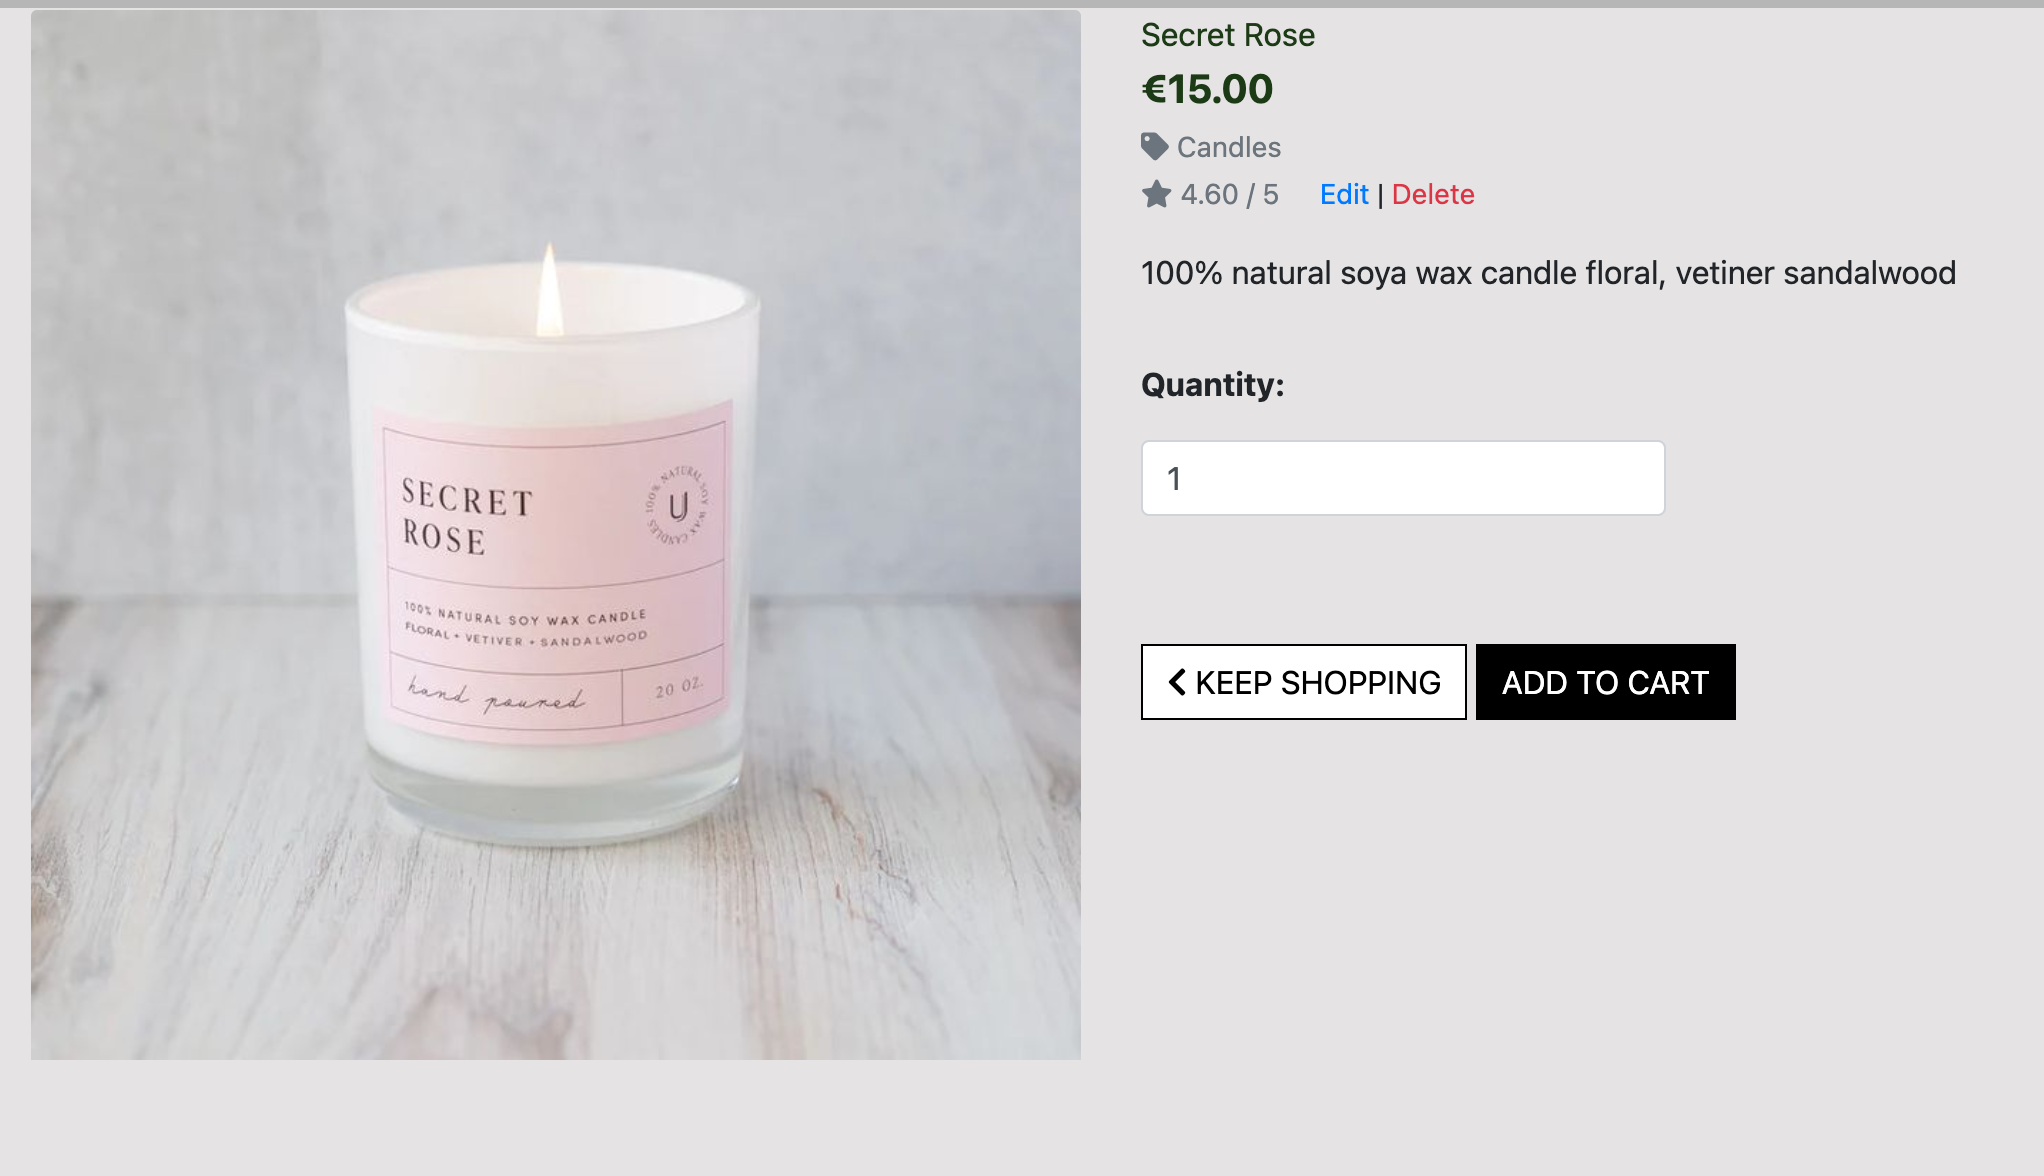 SECRET
ROSE
100% NATURAL SOY WAX CANDLES
U
100% NATURAL SOY WAX CANDLE
FLORAL + VETIVER + SANDALWOOD
hand poured
20 OZ.
Secret Rose
€15.00
Candles
4.60 / 5 Edit | Delete
100% natural soya wax candle floral, vetiner sandalwood
Quantity:
1
KEEP SHOPPING ADD TO CART